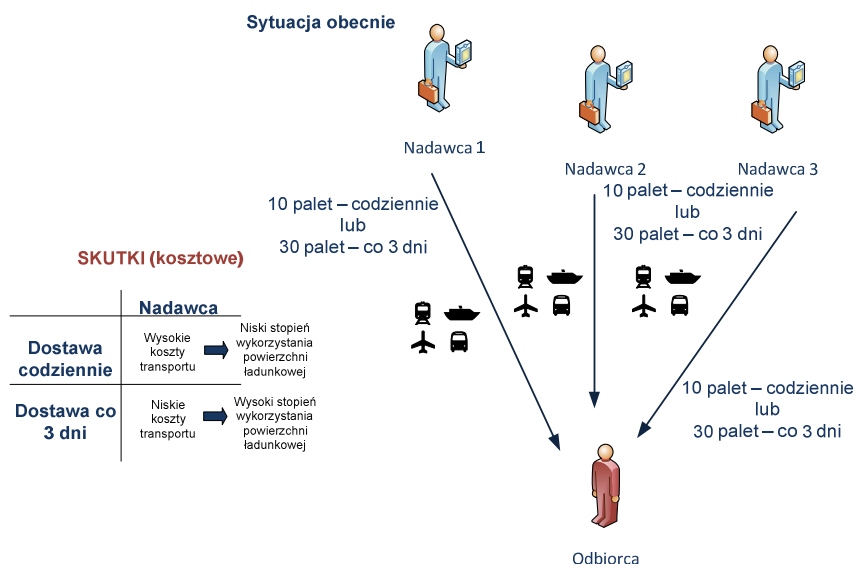 Sytuacja obecnie
Nadawca 1
Nadawca 2
Nadawca 3
10 palet – codziennie
lub
30 palet – co 3 dni
10 palet – codziennie
lub
30 palet – co 3 dni
10 palet – codziennie
lub
30 palet – co 3 dni
SKUTKI (kosztowe)
Nadawca
Dostawa
codziennie
Wysokie
koszty
transportu
Niski stopień
wykorzystania
powierzchni
ładunkowej
Dostawa co
3 dni
Niskie
koszty
transportu
Wysoki stopień
wykorzystania
powierzchni
ładunkowej
Odbiorca